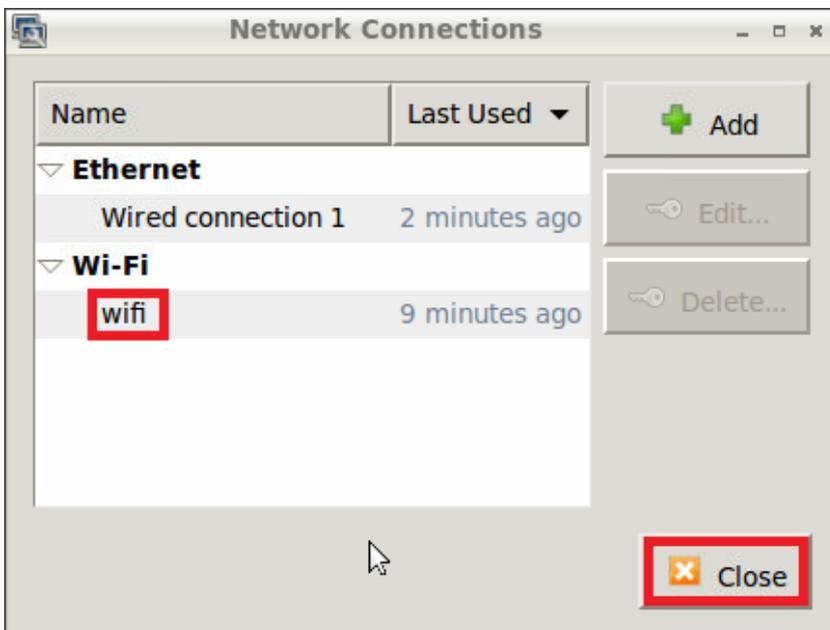 Network Connections
Name Last Used
Add
Ethernet
Wired connection 1 2 minutes ago
Edit...
Wi-Fi
wifi 9 minutes ago
Delete...
Close